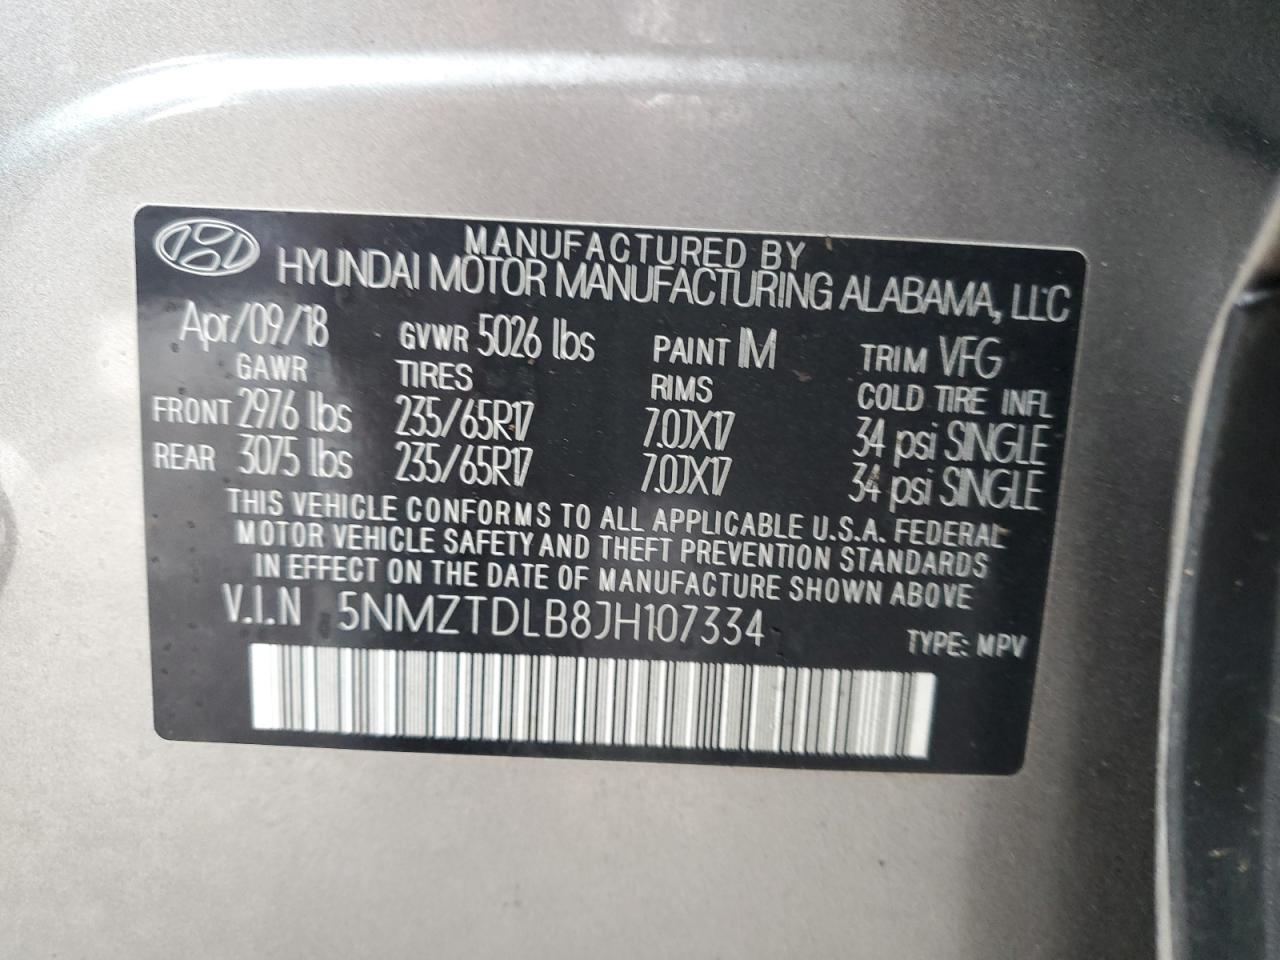 MANUFACTURED BY
HYUNDAI MOTOR MANUFACTURING ALABAMA, LLC
Apr/09/18 GVWR 5026 lbs PAINT IM TRIM VFG
GAWR TIRES RIMS COLD TIRE INFL
FRONT 2976 lbs 235/65R17 7.0JX17 34 psi SINGLE
REAR 3075 lbs 235/65R17 7.0JX17 34 psi SINGLE
THIS VEHICLE CONFORMS TO ALL APPLICABLE U.S.A. FEDERAL
MOTOR VEHICLE SAFETY AND THEFT PREVENTION STANDARDS
IN EFFECT ON THE DATE OF MANUFACTURE SHOWN ABOVE
V.I.N 5NMZTDLB8JH107334 TYPE: MPV